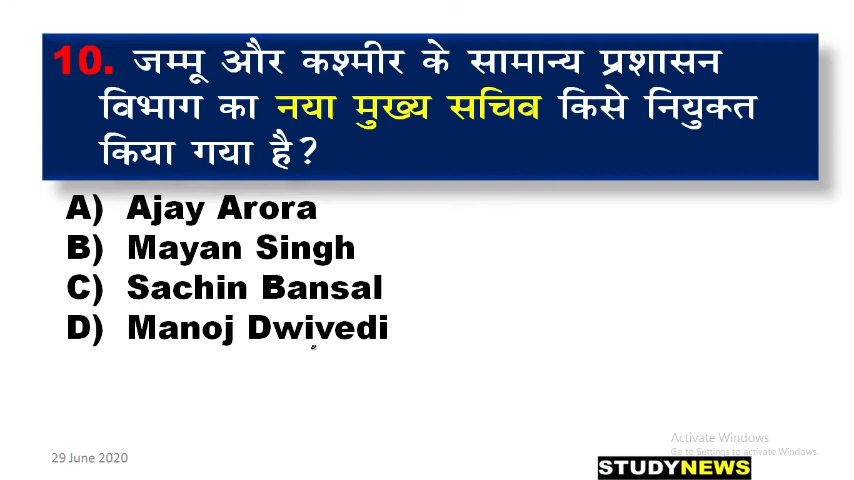 10. जम्मू और कश्मीर के सामान्य प्रशासन
विभाग का नया मुख्य सचिव किसे नियुक्त
किया गया है?
A) Ajay Arora
B) Mayan Singh
C) Sachin Bansal
D) Manoj Dwivedi
Activate Windows
Go to Settings to activate Windows.
29 June 2020
STUDYNEWS